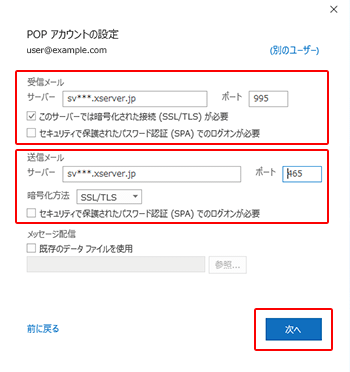 POP アカウントの設定
user@example.com (別のユーザー)
受信メール
サーバー sv***.xserver.jp ポート 995
このサーバーでは暗号化された接続 (SSL/TLS) が必要
セキュリティで保護されたパスワード認証 (SPA) でのログオンが必要
送信メール
サーバー sv***.xserver.jp ポート 465
暗号化方法 SSL/TLS
セキュリティで保護されたパスワード認証 (SPA) でのログオンが必要
メッセージ配信
既存のデータ ファイルを使用
参照...
前に戻る 次へ